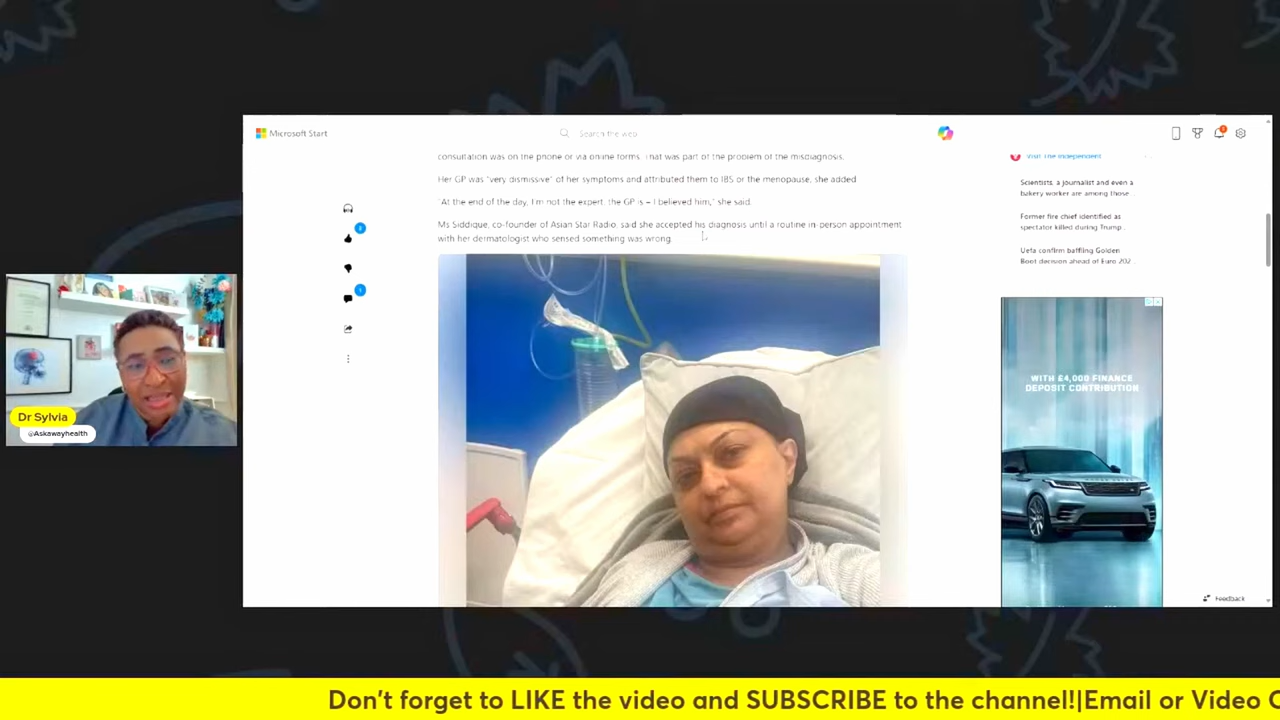 Microsoft Start
Search the web
consultation was on the phone or via online forms. That was part of the problem of the misdiagnosis.
Her GP was "very dismissive" of her symptoms and attributed them to IBS or the menopause, she added.
"At the end of the day, I'm not the expert, the GP is – I believed him," she said.
Ms Siddique, co-founder of Asian Star Radio, said she accepted his diagnosis until a routine in-person appointment
with her dermatologist who sensed something was wrong.
Visit The Independent
Scientists, a journalist and even a
bakery worker are among those...
Former fire chief identified as
spectator killed during Trump...
Uefa confirm baffling Golden
Boot decision ahead of Euro 202...
WITH £4,000 FINANCE
DEPOSIT CONTRIBUTION
Feedback
Dr Sylvia
@Askawayhealth
Don't forget to LIKE the video and SUBSCRIBE to the channel!|Email or Video C